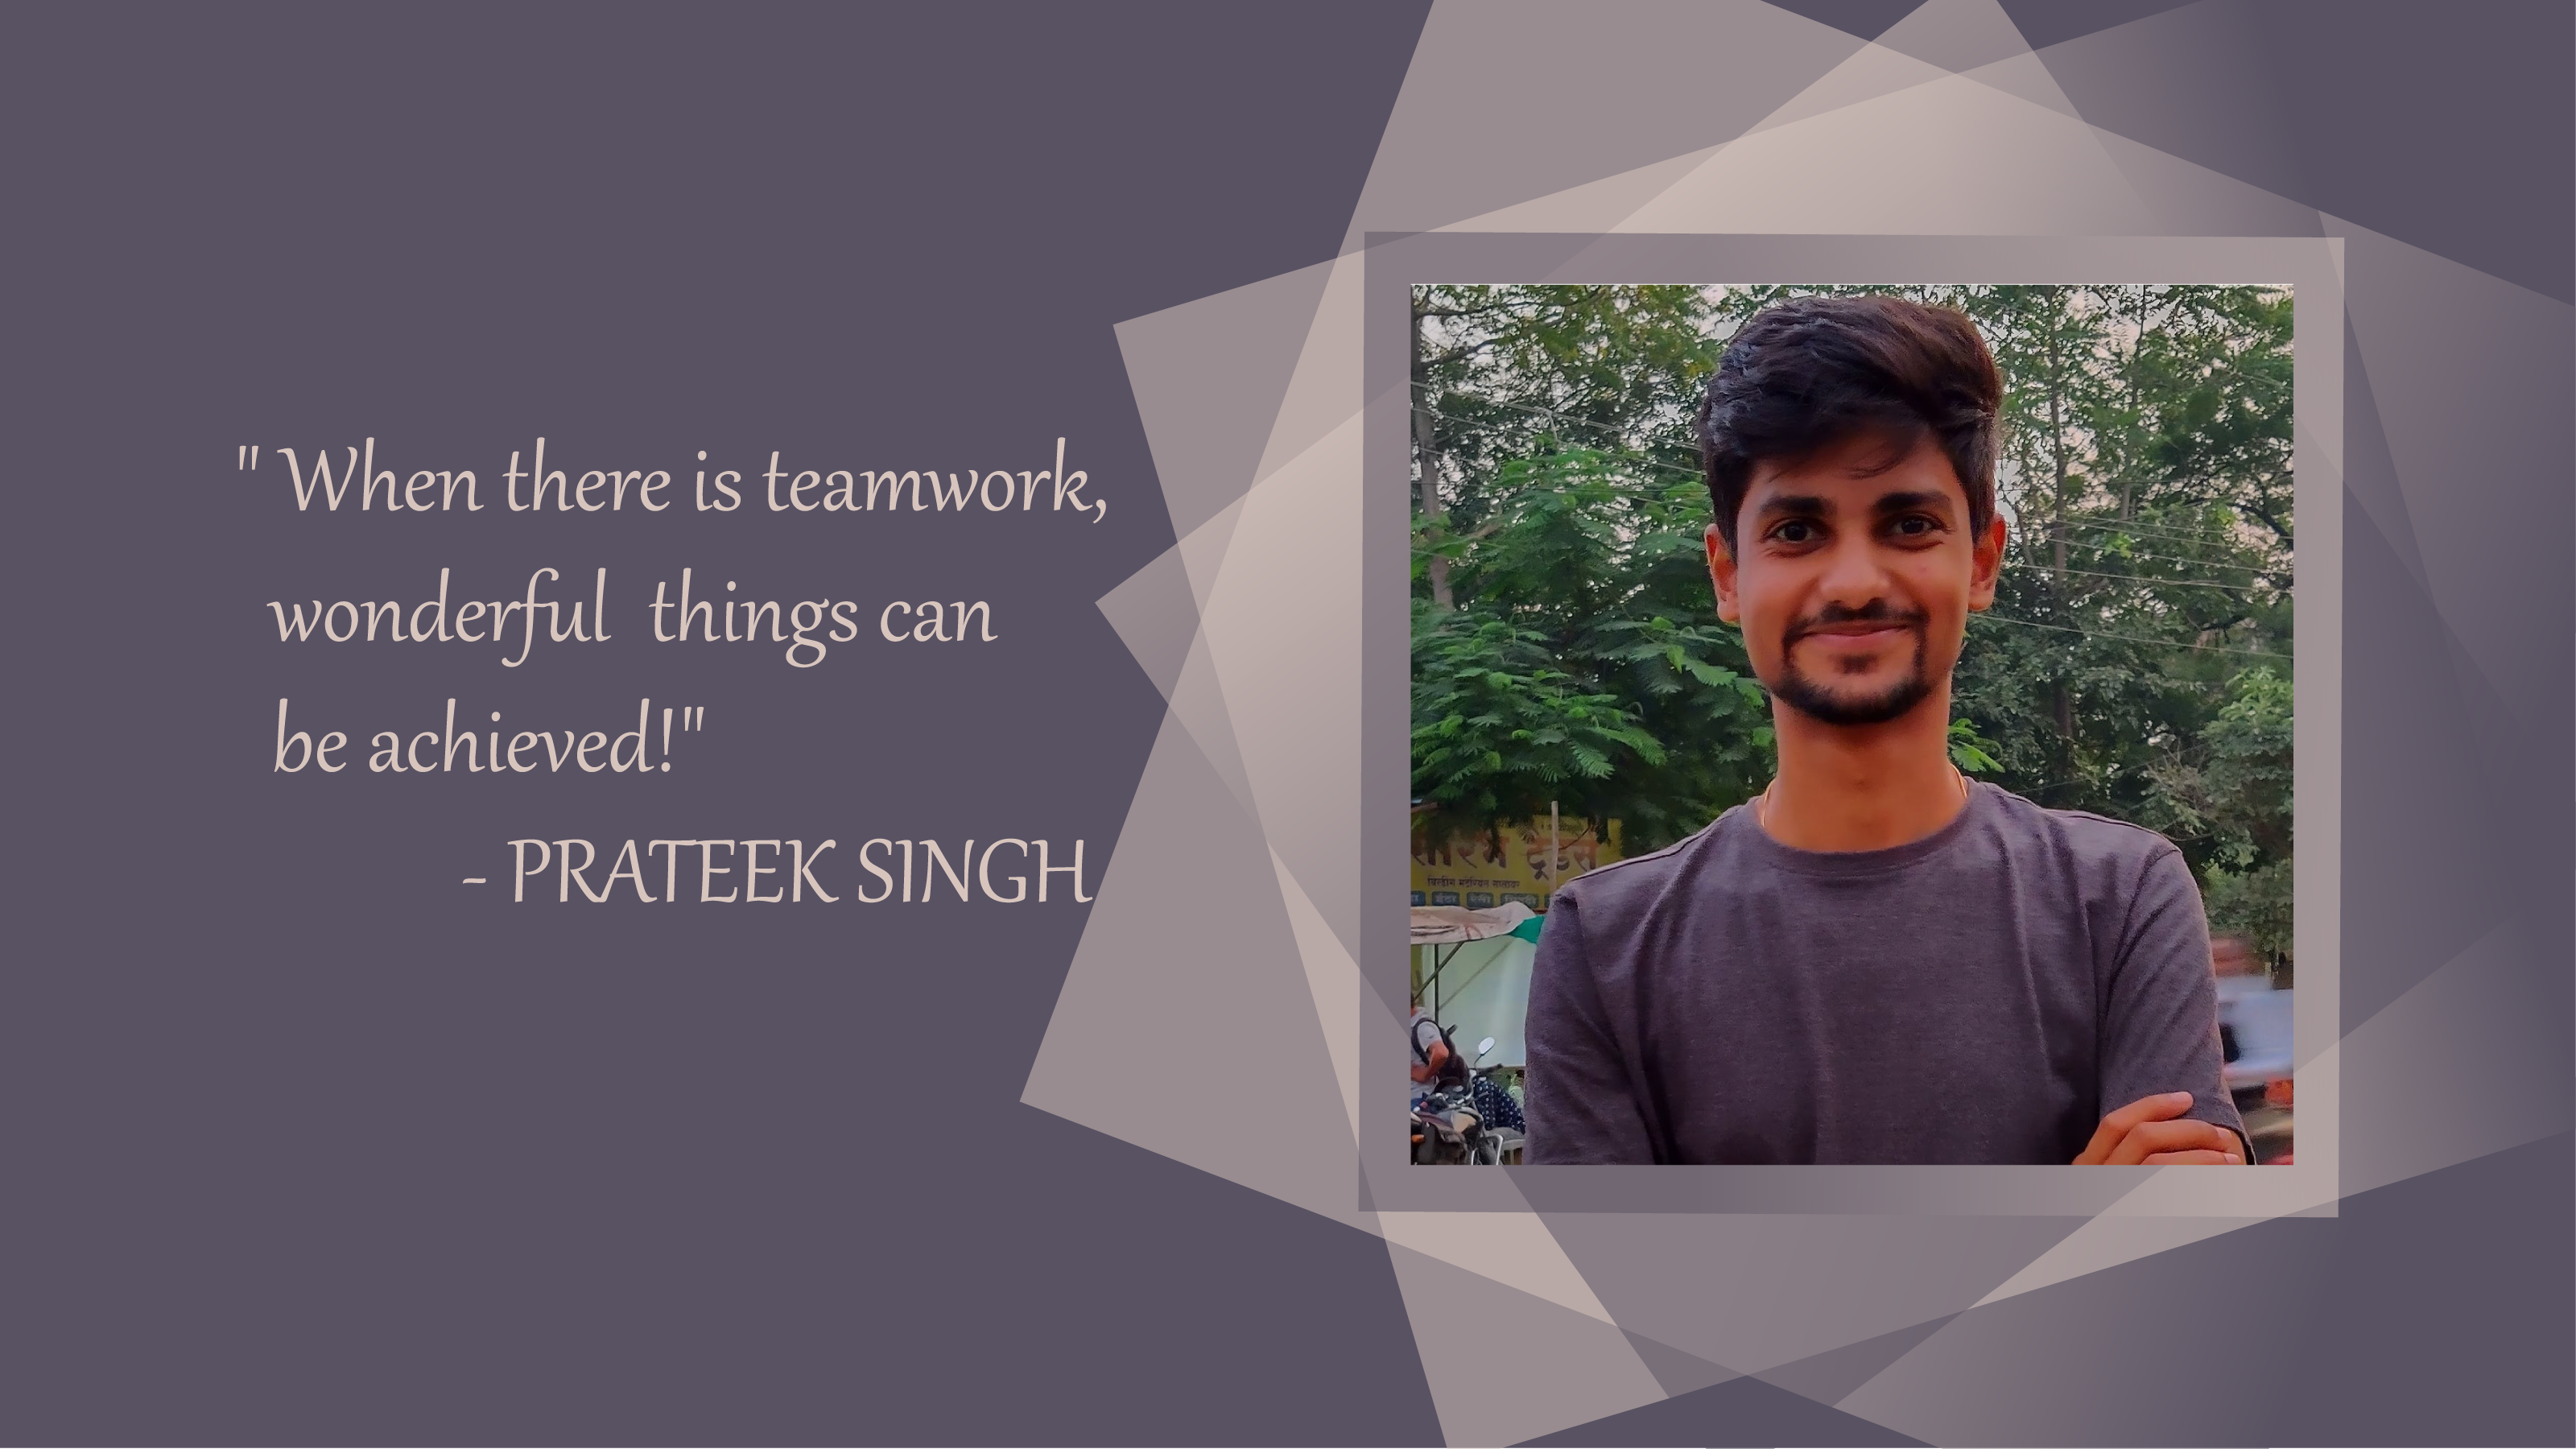 " When there is teamwork,
wonderful things can
be achieved!"
- PRATEEK SINGH